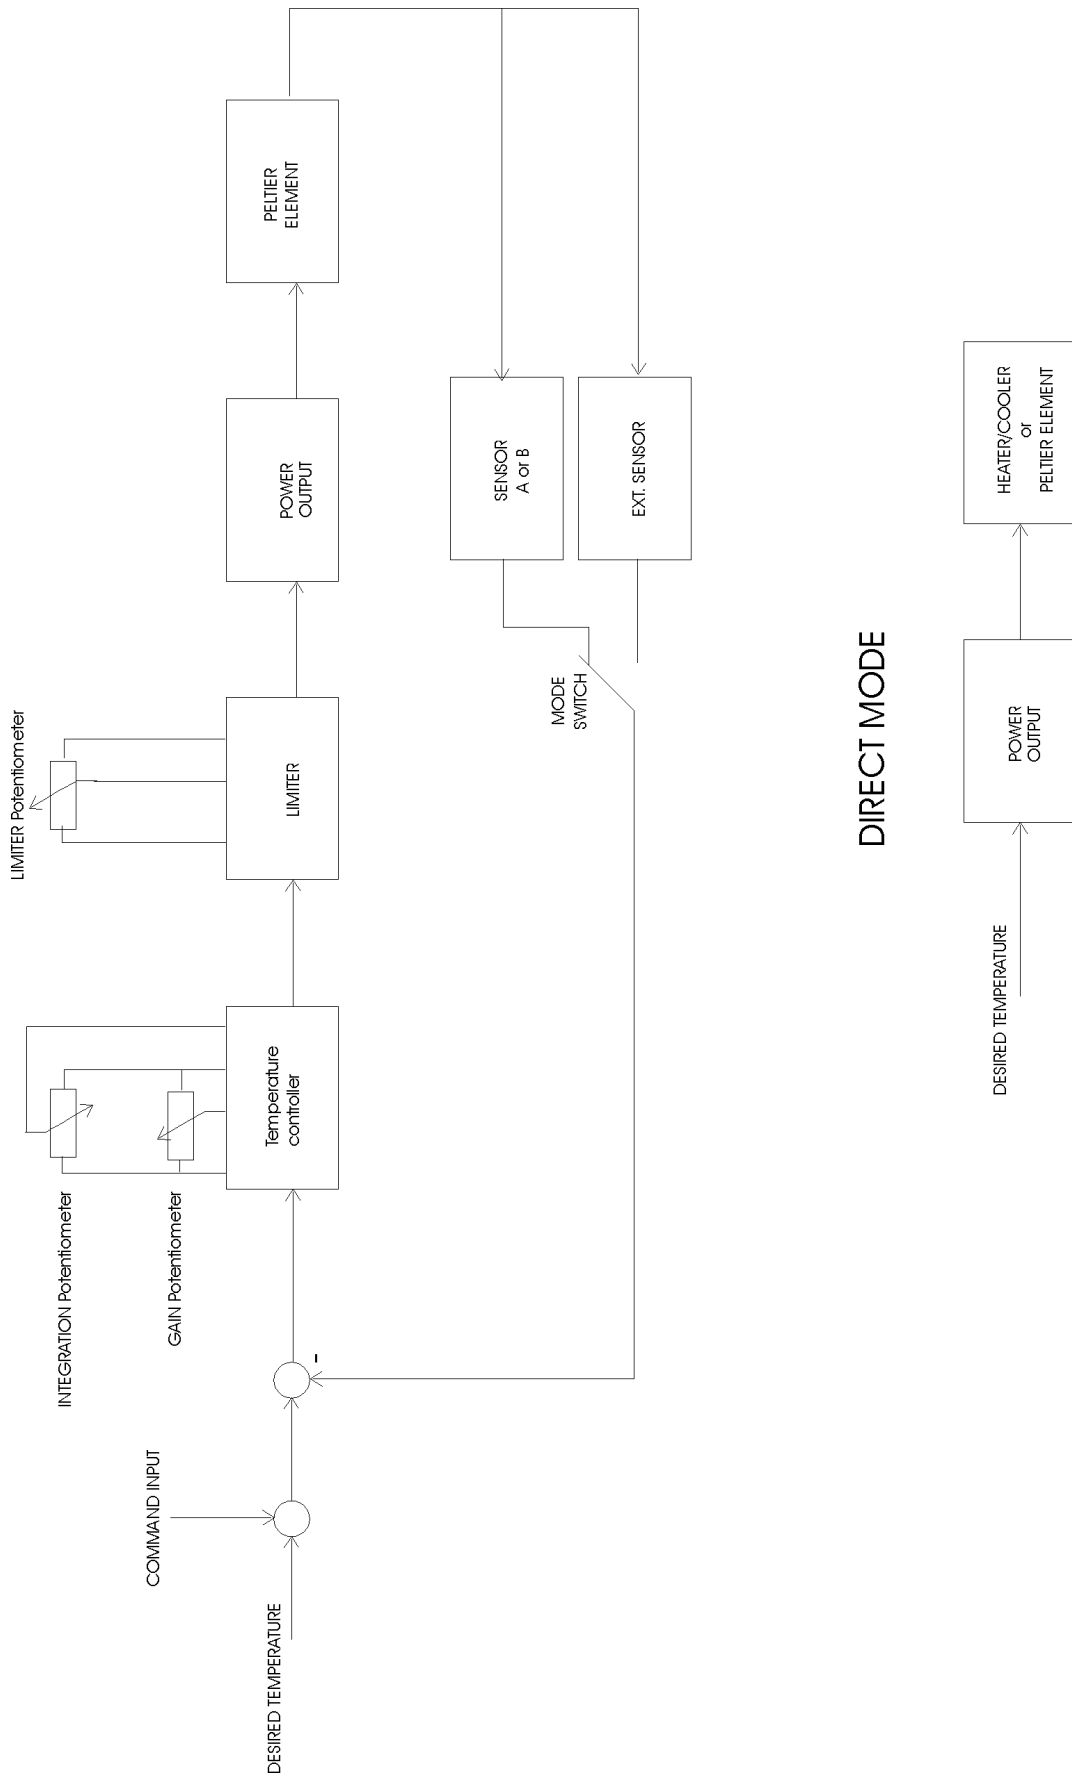 LIMITER Potentiometer
INTEGRATION Potentiometer
GAIN Potentiometer
COMMAND INPUT
DESIRED TEMPERATURE
-
Temperature
controller
LIMITER
POWER
OUTPUT
PELTIER
ELEMENT
SENSOR
A or B
EXT. SENSOR
MODE
SWITCH
DIRECT MODE
DESIRED TEMPERATURE
POWER
OUTPUT
HEATER/COOLER
or
PELTIER ELEMENT